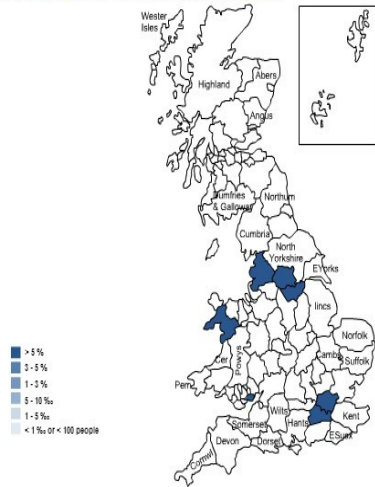 Wester
Isles
Highland
Abers
Angus
Dumfries
& Galloway
Northum
Cumbria
North
Yorkshire
EYorks
lincs
Norfolk
Cambs
Suffolk
Cer
Powys
Pem
Wilts
Kent
Somerset
Hants
ESusx
Devon
Dorset
Cornwl
> 5 %
3 - 5 %
1 - 3 %
5 - 10 ‰
1 - 5 ‰
< 1 ‰ or < 100 people